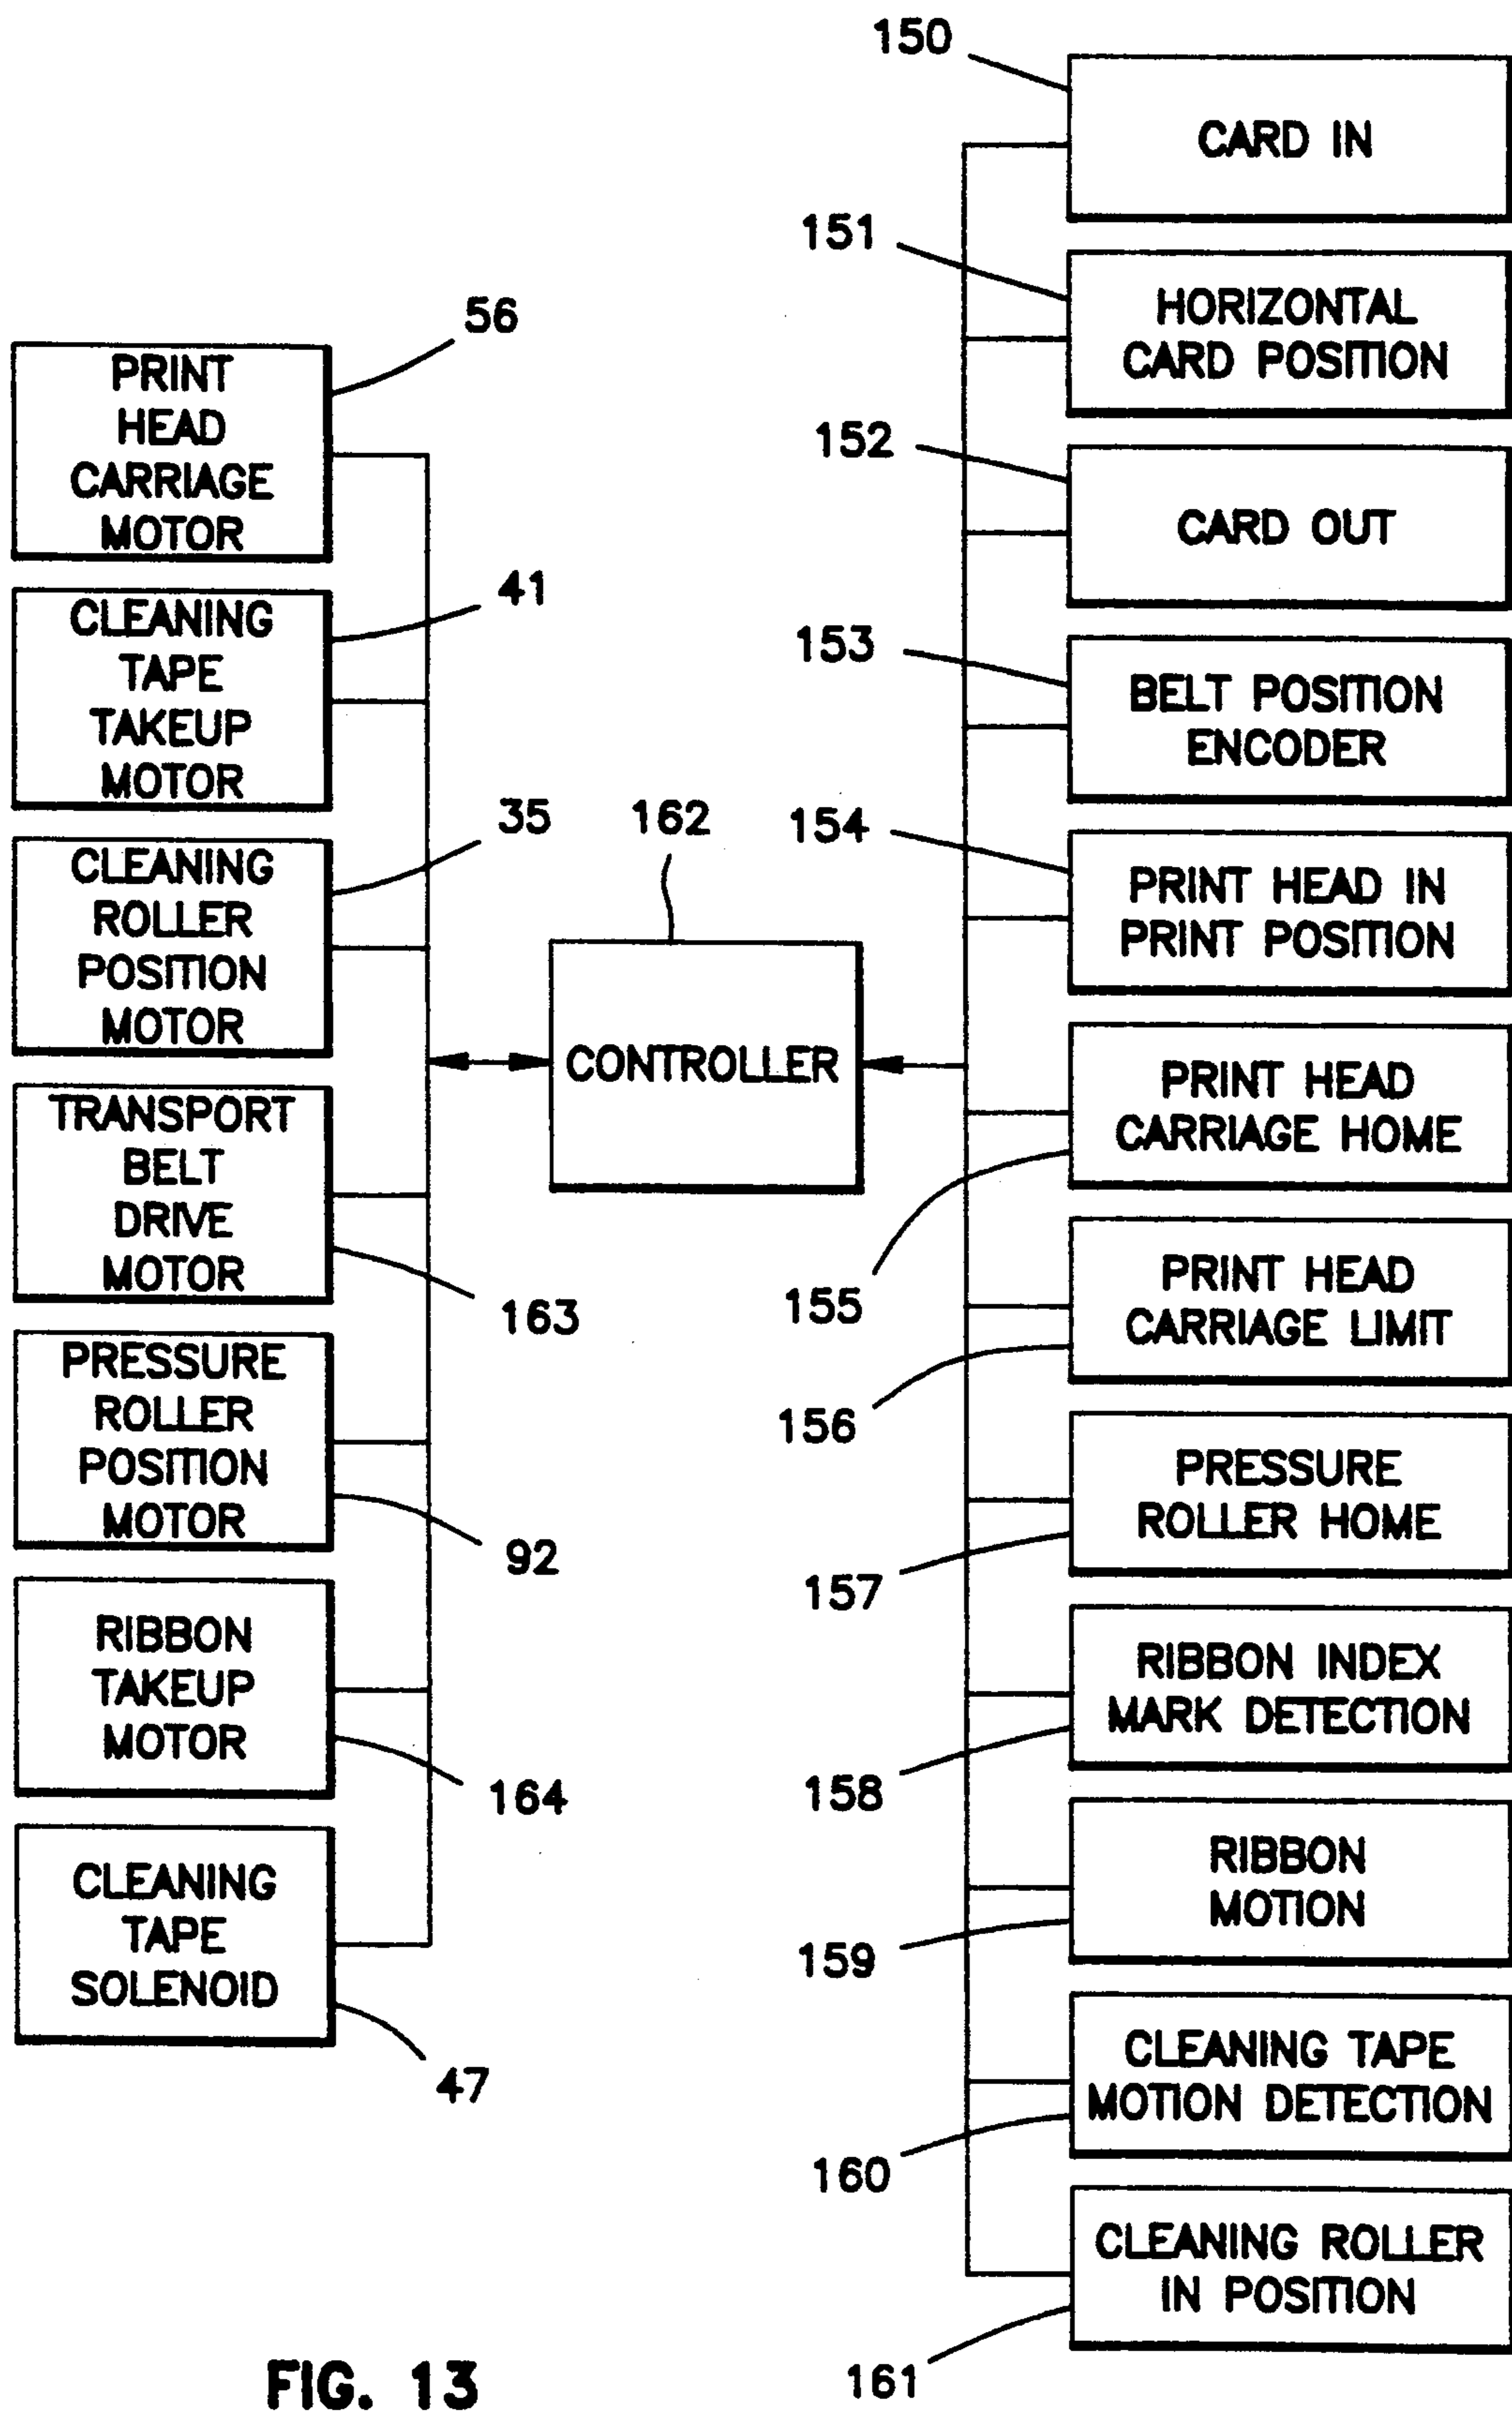 56
PRINT
HEAD
CARRIAGE
MOTOR
41
CLEANING
TAPE
TAKEUP
MOTOR
35
CLEANING
ROLLER
POSITION
MOTOR
TRANSPORT
BELT
DRIVE
MOTOR
163
PRESSURE
ROLLER
POSITION
MOTOR
92
RIBBON
TAKEUP
MOTOR
164
CLEANING
TAPE
SOLENOID
47
162
CONTROLLER
150
CARD IN
151
HORIZONTAL
CARD POSITION
152
CARD OUT
153
BELT POSITION
ENCODER
154
PRINT HEAD IN
PRINT POSITION
PRINT HEAD
CARRIAGE HOME
155
PRINT HEAD
CARRIAGE LIMIT
156
PRESSURE
ROLLER HOME
157
RIBBON INDEX
MARK DETECTION
158
RIBBON
MOTION
159
CLEANING TAPE
MOTION DETECTION
160
CLEANING ROLLER
IN POSITION
161
FIG. 13